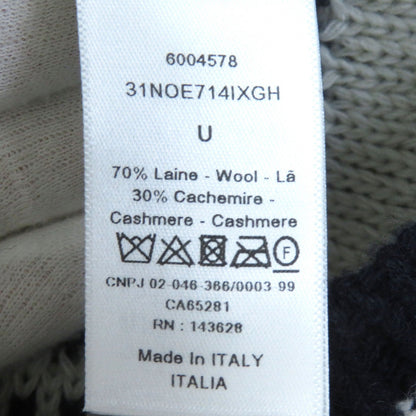 6004578
31NOE714IXGH
U
70% Laine - Wool - Lã
30% Cachemire -
Cashmere - Cashmere
F
CNPJ 02-046-366/0003-99
CA65281
RN : 143628
Made In ITALY
ITALIA